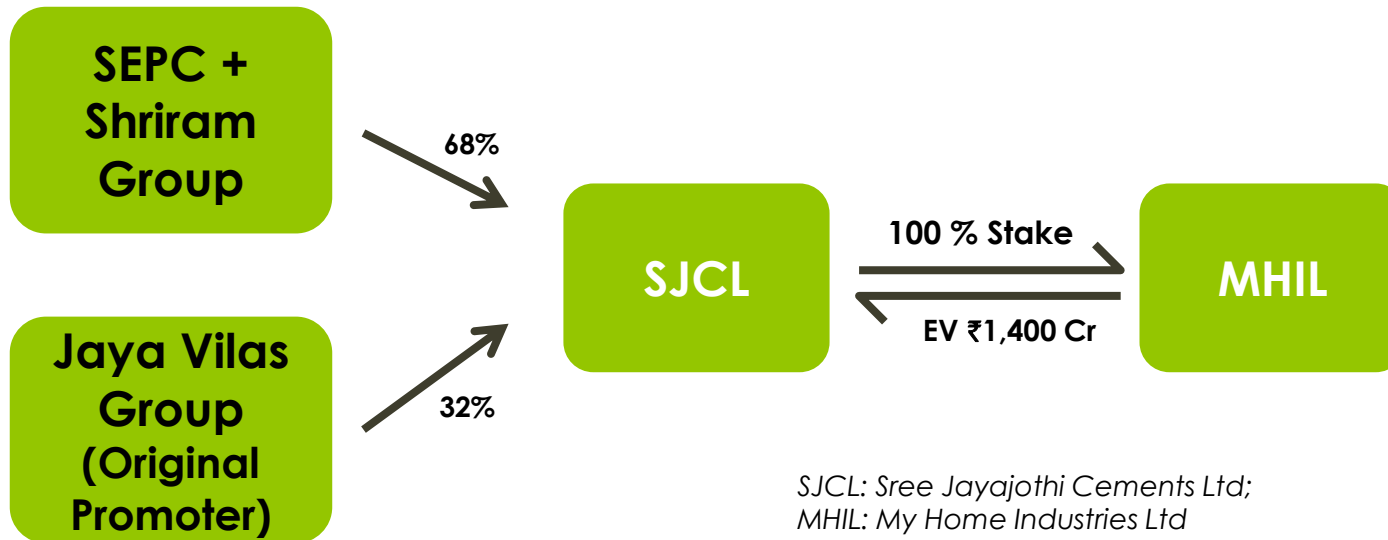 SEPC +
Shriram
Group
68%
Jaya Vilas
Group
(Original
Promoter)
32%
SJCL
100 % Stake
EV ₹1,400 Cr
MHIL
SJCL: Sree Jayajothi Cements Ltd;
MHIL: My Home Industries Ltd